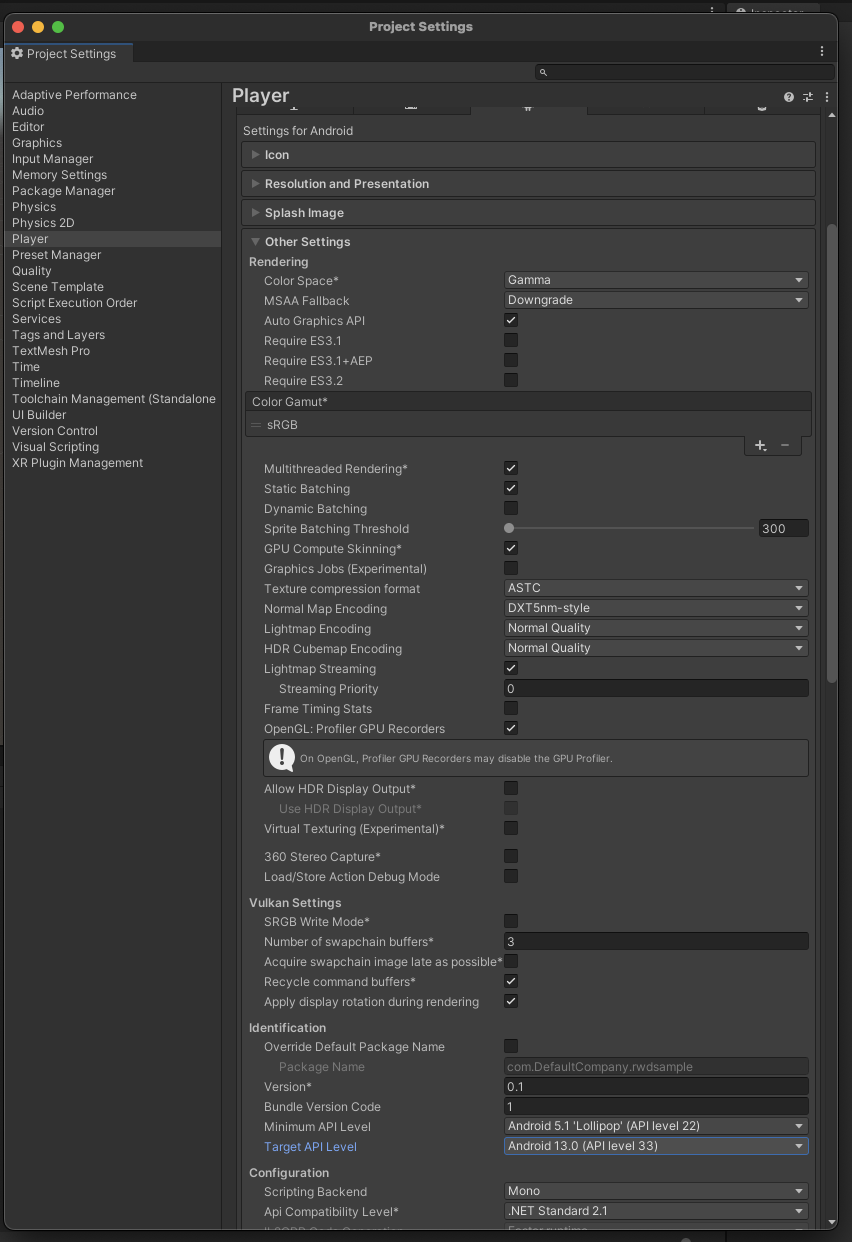 Project Settings
Project Settings
Player
Adaptive Performance
Audio
Editor
Graphics
Input Manager
Memory Settings
Package Manager
Physics
Physics 2D
Player
Preset Manager
Quality
Scene Template
Script Execution Order
Services
Tags and Layers
TextMesh Pro
Time
Timeline
Toolchain Management (Standalone
UI Builder
Version Control
Visual Scripting
XR Plugin Management
Settings for Android
Icon
Resolution and Presentation
Splash Image
Other Settings
Rendering
Color Space* Gamma
MSAA Fallback Downgrade
Auto Graphics API
Require ES3.1
Require ES3.1+AEP
Require ES3.2
Color Gamut*
sRGB
Multithreaded Rendering*
Static Batching
Dynamic Batching
Sprite Batching Threshold 300
GPU Compute Skinning*
Graphics Jobs (Experimental)
Texture compression format ASTC
Normal Map Encoding DXT5nm-style
Lightmap Encoding Normal Quality
HDR Cubemap Encoding Normal Quality
Lightmap Streaming
Streaming Priority 0
Frame Timing Stats
OpenGL: Profiler GPU Recorders
On OpenGL, Profiler GPU Recorders may disable the GPU Profiler.
Allow HDR Display Output*
Use HDR Display Output*
Virtual Texturing (Experimental)*
360 Stereo Capture*
Load/Store Action Debug Mode
Vulkan Settings
SRGB Write Mode*
Number of swapchain buffers* 3
Acquire swapchain image late as possible*
Recycle command buffers*
Apply display rotation during rendering
Identification
Override Default Package Name
Package Name com.DefaultCompany.rwdsample
Version* 0.1
Bundle Version Code 1
Minimum API Level Android 5.1 'Lollipop' (API level 22)
Target API Level Android 13.0 (API level 33)
Configuration
Scripting Backend Mono
Api Compatibility Level* .NET Standard 2.1